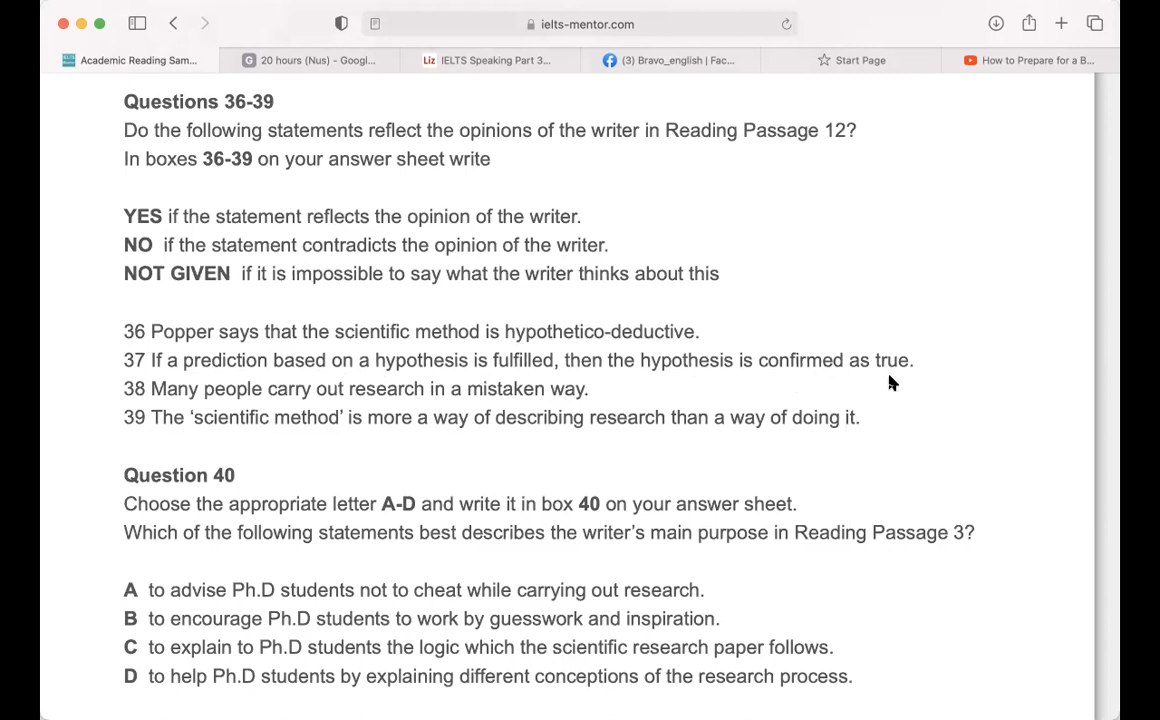 ielts-mentor.com
Academic Reading Sam...
G 20 hours (Nus) - Googl...
Liz IELTS Speaking Part 3...
(3) Bravo_english | Fac...
Start Page
How to Prepare for a B...
Questions 36-39
Do the following statements reflect the opinions of the writer in Reading Passage 12?
In boxes 36-39 on your answer sheet write
YES if the statement reflects the opinion of the writer.
NO if the statement contradicts the opinion of the writer.
NOT GIVEN if it is impossible to say what the writer thinks about this
36 Popper says that the scientific method is hypothetico-deductive.
37 If a prediction based on a hypothesis is fulfilled, then the hypothesis is confirmed as true.
38 Many people carry out research in a mistaken way.
39 The ‘scientific method’ is more a way of describing research than a way of doing it.
Question 40
Choose the appropriate letter A-D and write it in box 40 on your answer sheet.
Which of the following statements best describes the writer’s main purpose in Reading Passage 3?
A to advise Ph.D students not to cheat while carrying out research.
B to encourage Ph.D students to work by guesswork and inspiration.
C to explain to Ph.D students the logic which the scientific research paper follows.
D to help Ph.D students by explaining different conceptions of the research process.